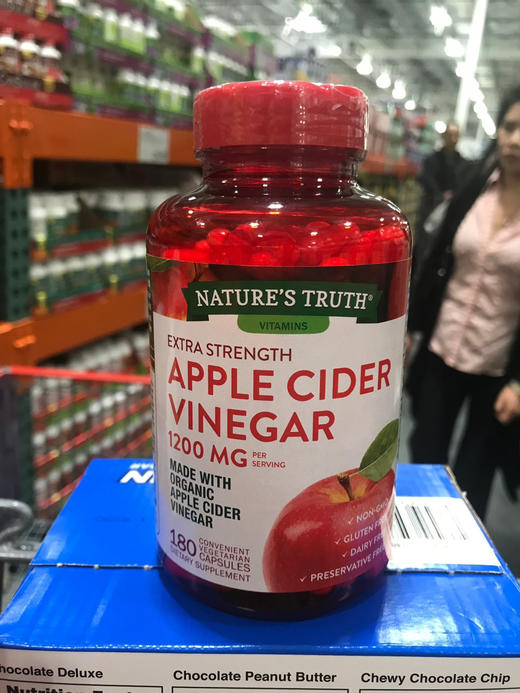 NATURE'S TRUTH®
VITAMINS
EXTRA STRENGTH
APPLE CIDER
VINEGAR
1200 MG PER
SERVING
MADE WITH
ORGANIC
APPLE CIDER
VINEGAR
180 CONVENIENT
VEGETARIAN
CAPSULES
DIETARY SUPPLEMENT
✓ NON-GMO
✓ GLUTEN FREE
✓ DAIRY FREE
✓ PRESERVATIVE FREE
hocolate Deluxe
Chocolate Peanut Butter
Chewy Chocolate Chip